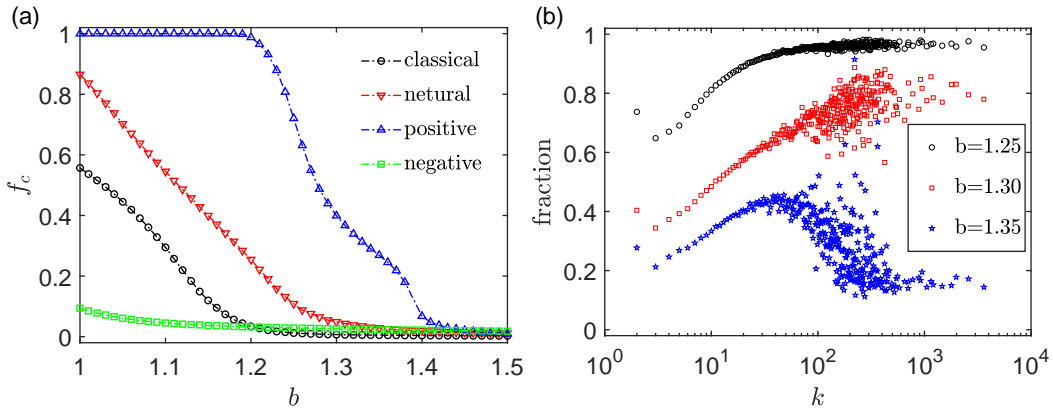 (a)
f_c
1
0.8
0.6
0.4
0.2
0
1
1.1
1.2
1.3
1.4
1.5
b
classical
netural
positive
negative
(b)
fraction
1
0.8
0.6
0.4
0.2
0
10^0
10^1
10^2
10^3
10^4
k
b=1.25
b=1.30
b=1.35